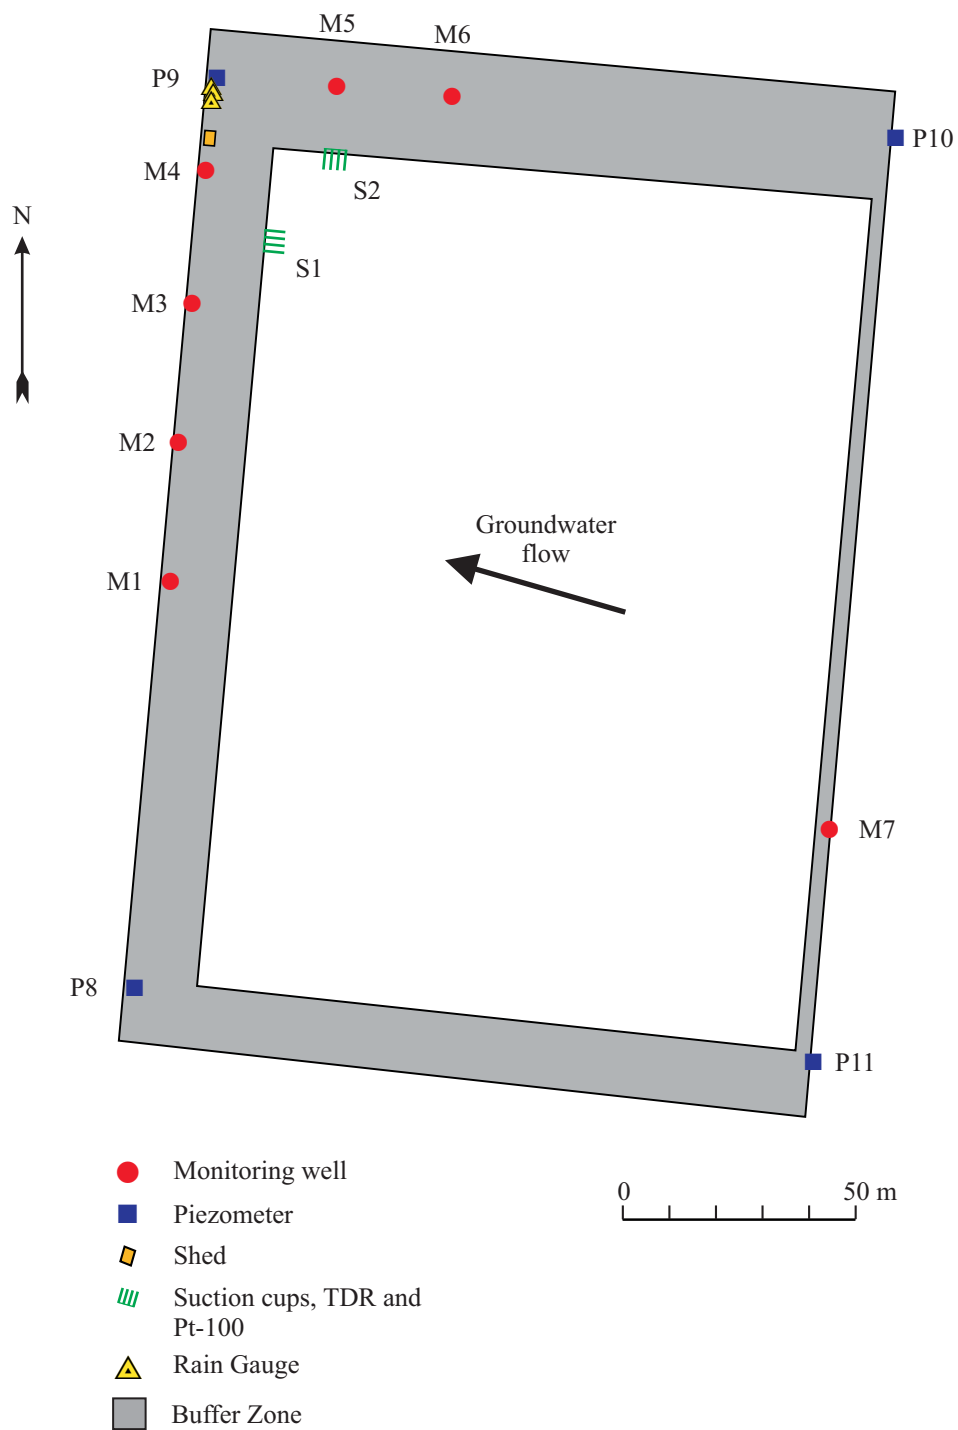 M5
M6
P9
P10
M4
S2
N
S1
M3
M2
Groundwater
flow
M1
M7
P8
P11
Monitoring well
0
50 m
Piezometer
Shed
Suction cups, TDR and
Pt-100
Rain Gauge
Buffer Zone